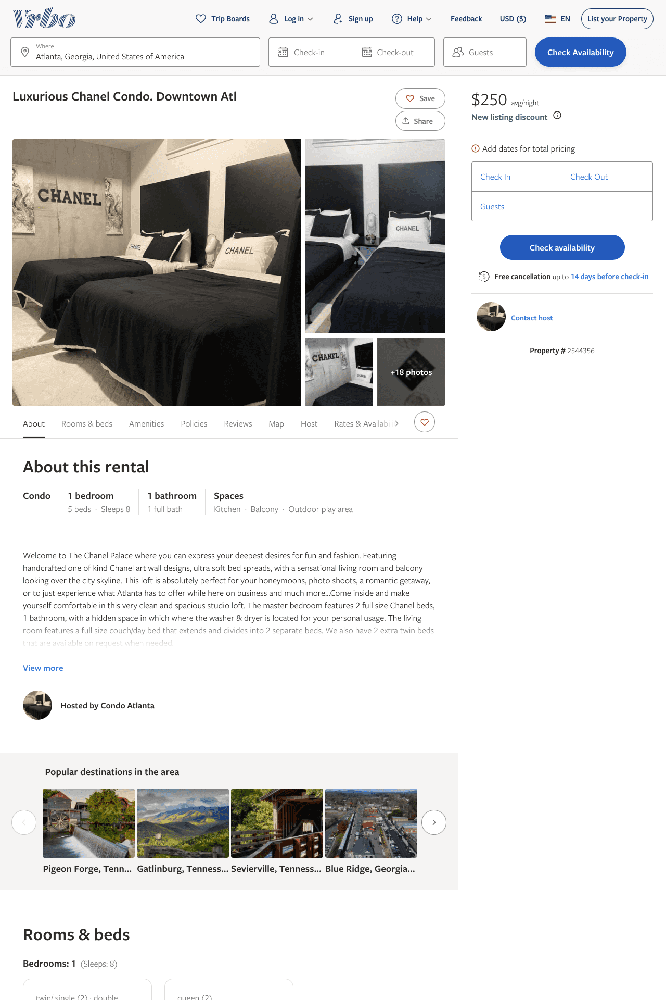 Vrbo
Trip Boards
Log in
Sign up
Help
Feedback
USD ($)
EN
List your Property
Where
Atlanta, Georgia, United States of America
Check-in
Check-out
Guests
Check Availability
Luxurious Chanel Condo. Downtown Atl
Save
Share
CHANEL
CHANEL
CHANEL
CHANEL
CHANEL
CHANEL
+18 photos
$250 avg/night
New listing discount
Add dates for total pricing
Check In
Check Out
Guests
Check availability
Free cancellation up to 14 days before check-in
Contact host
Property # 2544356
About
Rooms & beds
Amenities
Policies
Reviews
Map
Host
Rates & Availabili
About this rental
Condo
1 bedroom
5 beds · Sleeps 8
1 bathroom
1 full bath
Spaces
Kitchen · Balcony · Outdoor play area
Welcome to The Chanel Palace where you can express your deepest desires for fun and fashion. Featuring
handcrafted one of kind Chanel art wall designs, ultra soft bed spreads, with a sensational living room and balcony
looking over the city skyline. This loft is absolutely perfect for your honeymoons, photo shoots, a romantic getaway,
or to just experience what Atlanta has to offer while here on business and much more...Come inside and make
yourself comfortable in this very clean and spacious studio loft. The master bedroom features 2 full size Chanel beds,
1 bathroom, with a hidden space in which where the washer & dryer is located for your personal usage. The living
room features a full size couch/day bed that extends and divides into 2 separate beds. We also have 2 extra twin beds
that are available on request when needed.
View more
Hosted by Condo Atlanta
Popular destinations in the area
Pigeon Forge, Tenn...
Gatlinburg, Tenness...
Sevierville, Tenness...
Blue Ridge, Georgia...
Rooms & beds
Bedrooms: 1 (Sleeps: 8)
twin/ single (2) · double
queen (2)